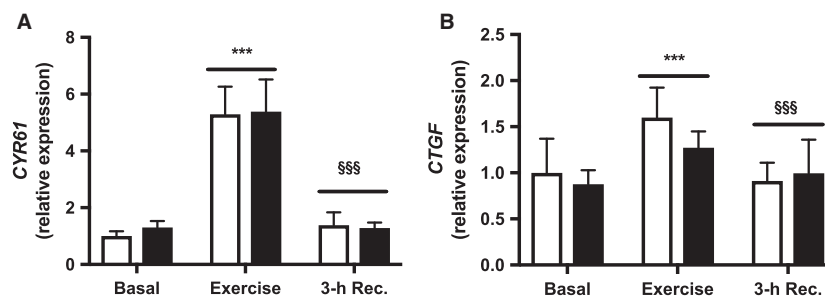 A
CYR61
(relative expression)
8
6
4
2
0
***
§§§
Basal Exercise 3-h Rec.
B
CTGF
(relative expression)
2.5
2.0
1.5
1.0
0.5
0.0
***
§§§
Basal Exercise 3-h Rec.